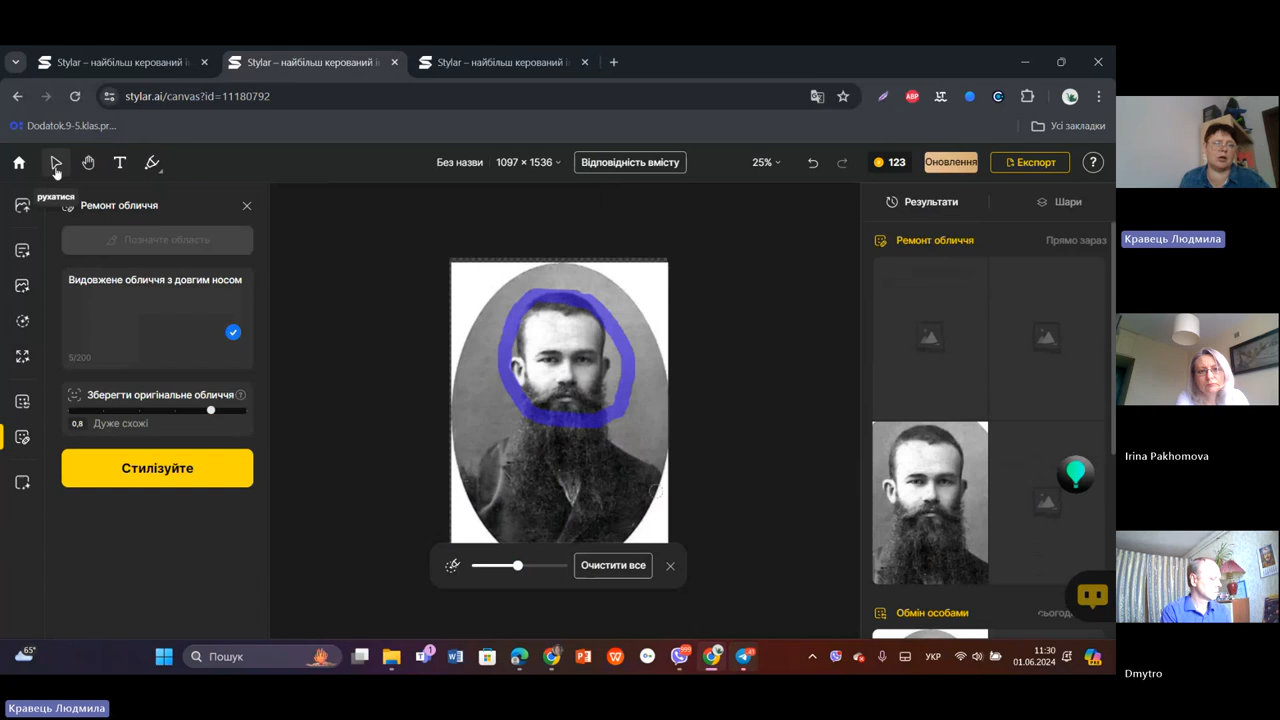 Stylar – найбільш керований і
Stylar – найбільш керований і
Stylar – найбільш керований і
stylar.ai/canvas?id=11180792
ABP
Dodatok.9-5.klas.pr...
Усі закладки
Без назви
1097 × 1536
Відповідність вмісту
25%
123
Оновлення
Експорт
?
рухатися
Ремонт обличчя
Результати
Шари
Позначте область
Ремонт обличчя
Прямо зараз
Кравець Людмила
Видовжене обличчя з довгим носом
5/200
Зберегти оригінальне обличчя
0,8
Дуже схожі
Irina Pakhomova
Стилізуйте
Очистити все
Обмін особами
сьогод
65°
Пошук
УКР
11:30
01.06.2024
Dmytro
Кравець Людмила